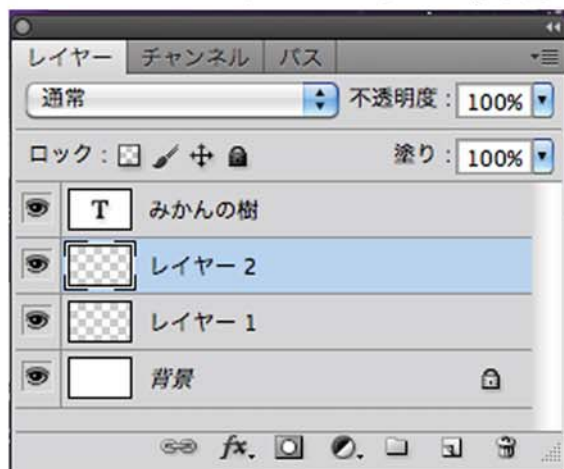 レイヤー チャンネル パス
通常 不透明度 : 100%
ロック : 塗り : 100%
T みかんの樹
レイヤー 2
レイヤー 1
背景
fx.